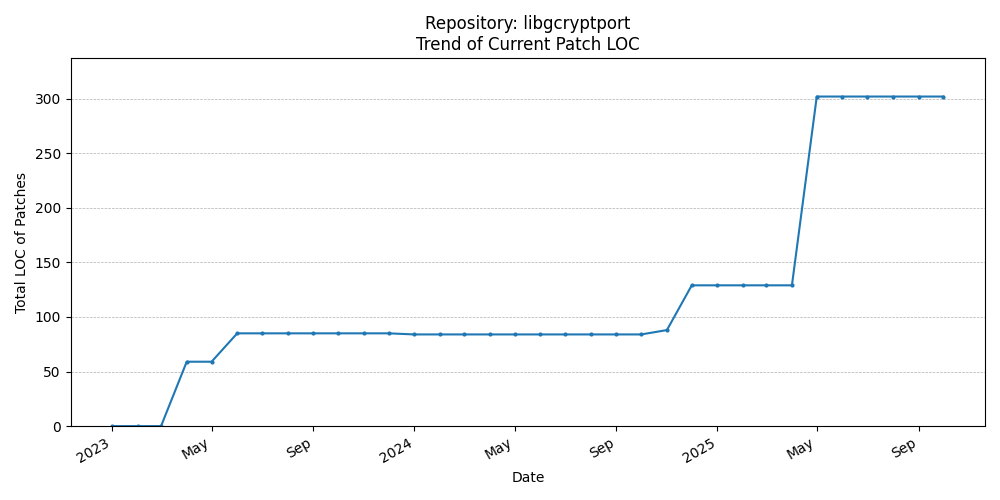 Repository: libgcryptport
Trend of Current Patch LOC
Total LOC of Patches
300
250
200
150
100
50
0
2023
May
Sep
2024
May
Sep
2025
May
Sep
Date